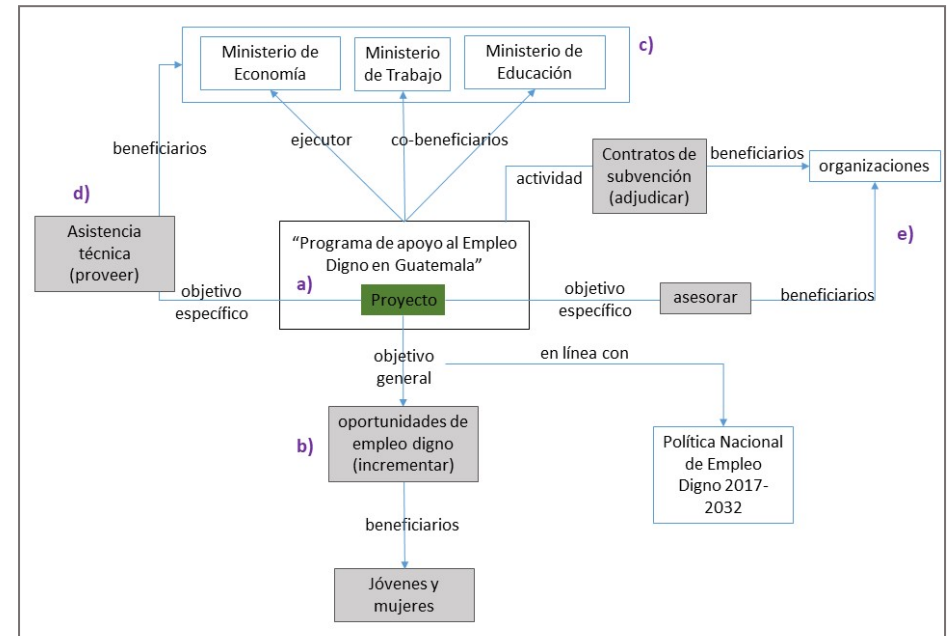 Ministerio de
Economía
Ministerio
de Trabajo
Ministerio de
Educación
c)
beneficiarios
ejecutor
co-beneficiarios
Contratos de
subvención
(adjudicar)
actividad
beneficiarios
organizaciones
d)
Asistencia
técnica
(proveer)
e)
“Programa de apoyo al Empleo
Digno en Guatemala”
a)
Proyecto
objetivo
específico
objetivo
específico
asesorar
beneficiarios
objetivo
general
en línea con
b)
oportunidades de
empleo digno
(incrementar)
Política Nacional
de Empleo
Digno 2017-
2032
beneficiarios
Jóvenes y
mujeres